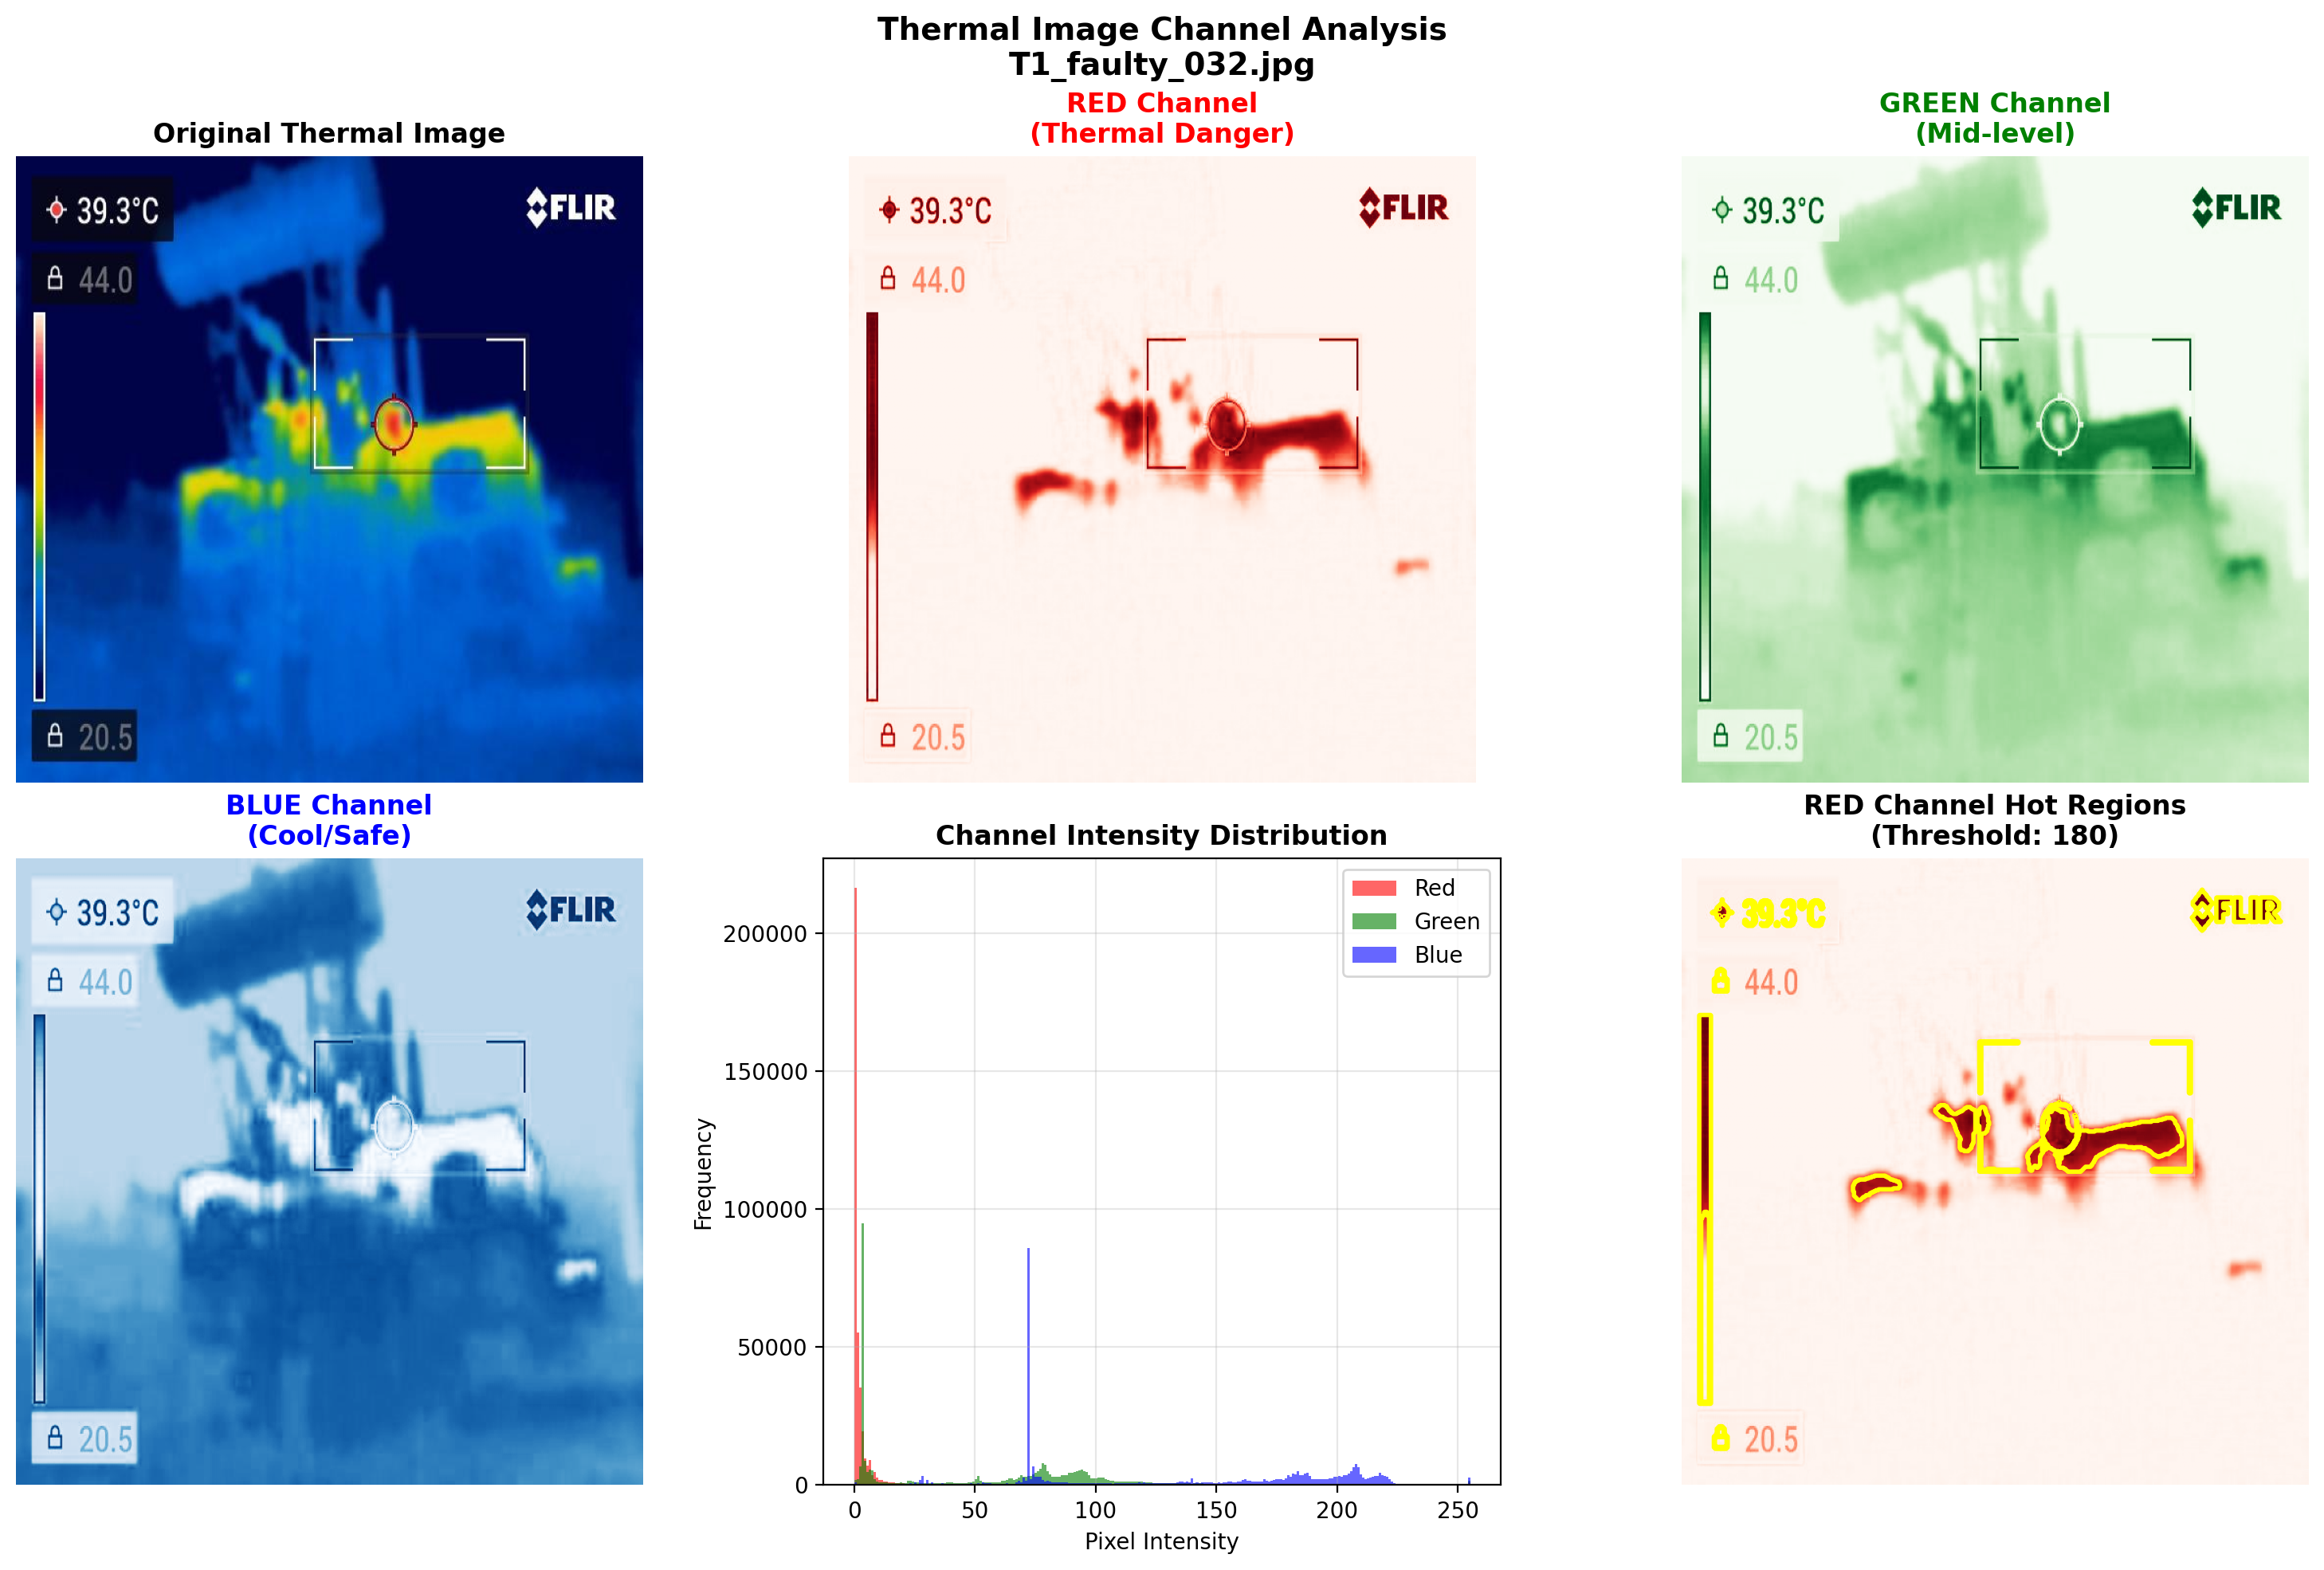 Thermal Image Channel Analysis
T1_faulty_032.jpg
Original Thermal Image
39.3°C
FLIR
44.0
20.5
RED Channel
(Thermal Danger)
39.3°C
FLIR
44.0
20.5
GREEN Channel
(Mid-level)
39.3°C
FLIR
44.0
20.5
BLUE Channel
(Cool/Safe)
39.3°C
FLIR
44.0
20.5
Channel Intensity Distribution
Red
Green
Blue
200000
150000
100000
50000
0
Frequency
0 50 100 150 200 250
Pixel Intensity
RED Channel Hot Regions
(Threshold: 180)
39.3°C
FLIR
44.0
20.5